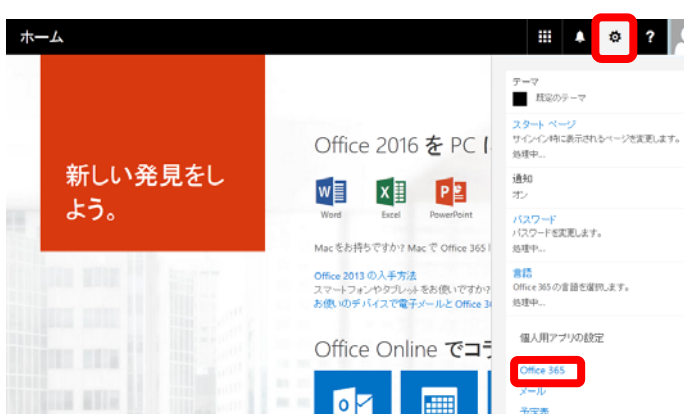 ホーム
?
新しい発見をし
よう。
Office 2016 を PC に
Word
Excel
PowerPoint
Mac をお持ちですか? Mac で Office 365
Office 2013 の入手方法
スマートフォンやタブレットをお使いですか?
お使いのデバイスで電子メールと Office 36
Office Online でコラ
テーマ
既定のテーマ
スタート ページ
サインイン時に表示されるページを変更します。
処理中...
通知
オン
パスワード
パスワードを変更します。
処理中...
言語
Office 365 の言語を選択します。
処理中...
個人用アプリの設定
Office 365
メール
予定表